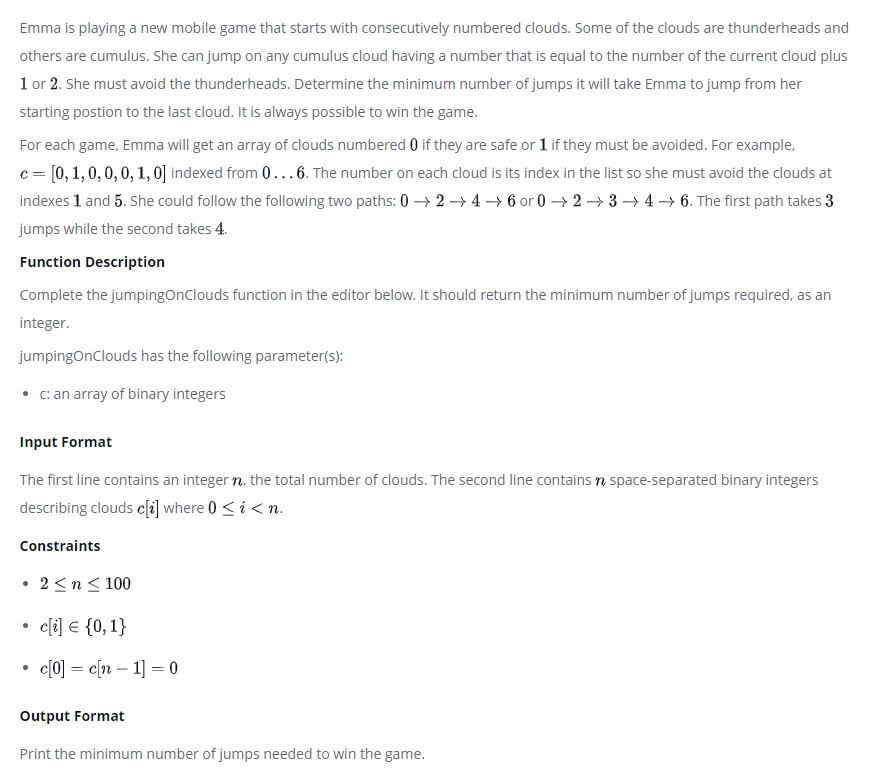 Emma is playing a new mobile game that starts with consecutively numbered clouds. Some of the clouds are thunderheads and
others are cumulus. She can jump on any cumulus cloud having a number that is equal to the number of the current cloud plus
1 or 2. She must avoid the thunderheads. Determine the minimum number of jumps it will take Emma to jump from her
starting postion to the last cloud. It is always possible to win the game.
For each game, Emma will get an array of clouds numbered 0 if they are safe or 1 if they must be avoided. For example,
c = [0, 1, 0, 0, 0, 1, 0] indexed from 0 . . . 6. The number on each cloud is its index in the list so she must avoid the clouds at
indexes 1 and 5. She could follow the following two paths: 0 → 2 → 4 → 6 or 0 → 2 → 3 → 4 → 6. The first path takes 3
jumps while the second takes 4.
Function Description
Complete the jumpingOnClouds function in the editor below. It should return the minimum number of jumps required, as an
integer.
jumpingOnClouds has the following parameter(s):
• c: an array of binary integers
Input Format
The first line contains an integer n, the total number of clouds. The second line contains n space-separated binary integers
describing clouds c[i] where 0 ≤ i < n.
Constraints
• 2 ≤ n ≤ 100
• c[i] ∈ {0, 1}
• c[0] = c[n − 1] = 0
Output Format
Print the minimum number of jumps needed to win the game.